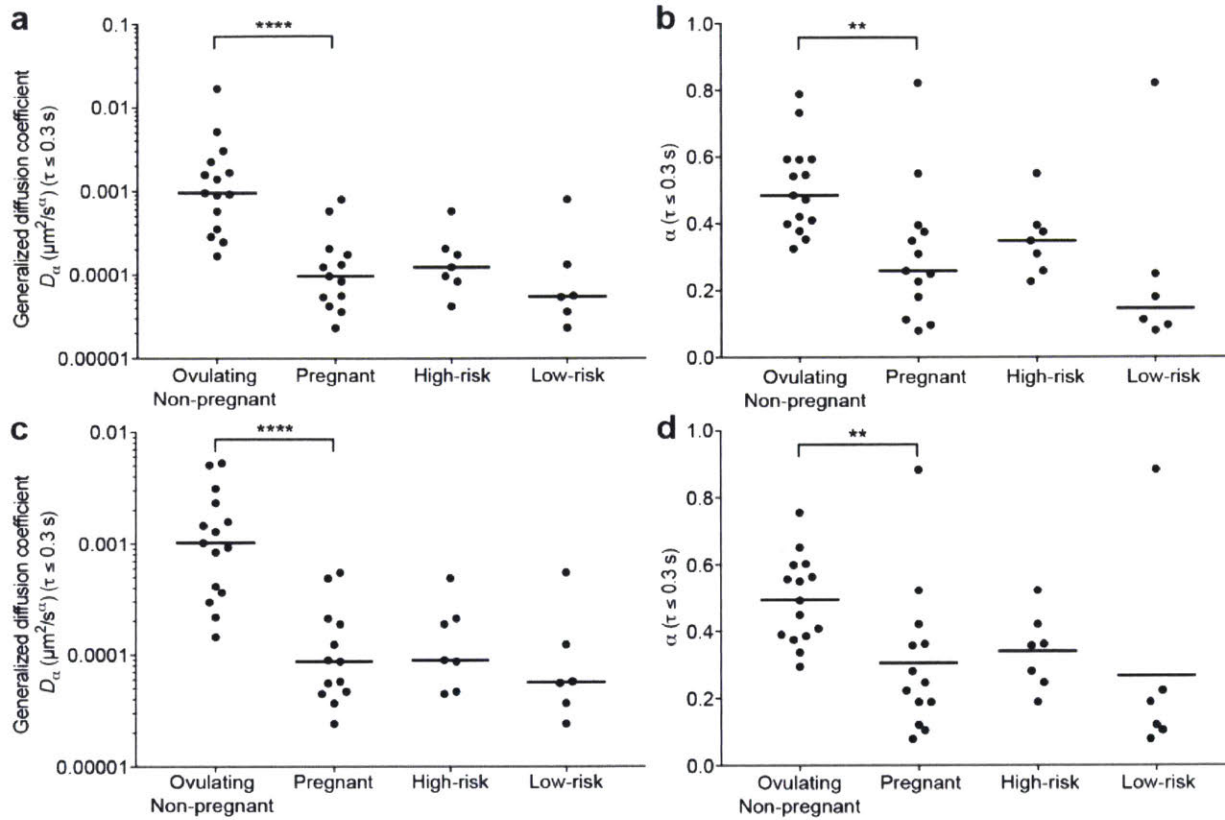 a
Generalized diffusion coefficient
Dα (μm²/sᵅ) (τ ≤ 0.3 s)
0.1
0.01
0.001
0.0001
0.00001
****
Ovulating Pregnant High-risk Low-risk
Non-pregnant
b
α (τ ≤ 0.3 s)
1.0
0.8
0.6
0.4
0.2
0.0
**
Ovulating Pregnant High-risk Low-risk
Non-pregnant
c
Generalized diffusion coefficient
Dα (μm²/sᵅ) (τ ≤ 0.3 s)
0.01
0.001
0.0001
0.00001
****
Ovulating Pregnant High-risk Low-risk
Non-pregnant
d
α (τ ≤ 0.3 s)
1.0
0.8
0.6
0.4
0.2
0.0
**
Ovulating Pregnant High-risk Low-risk
Non-pregnant